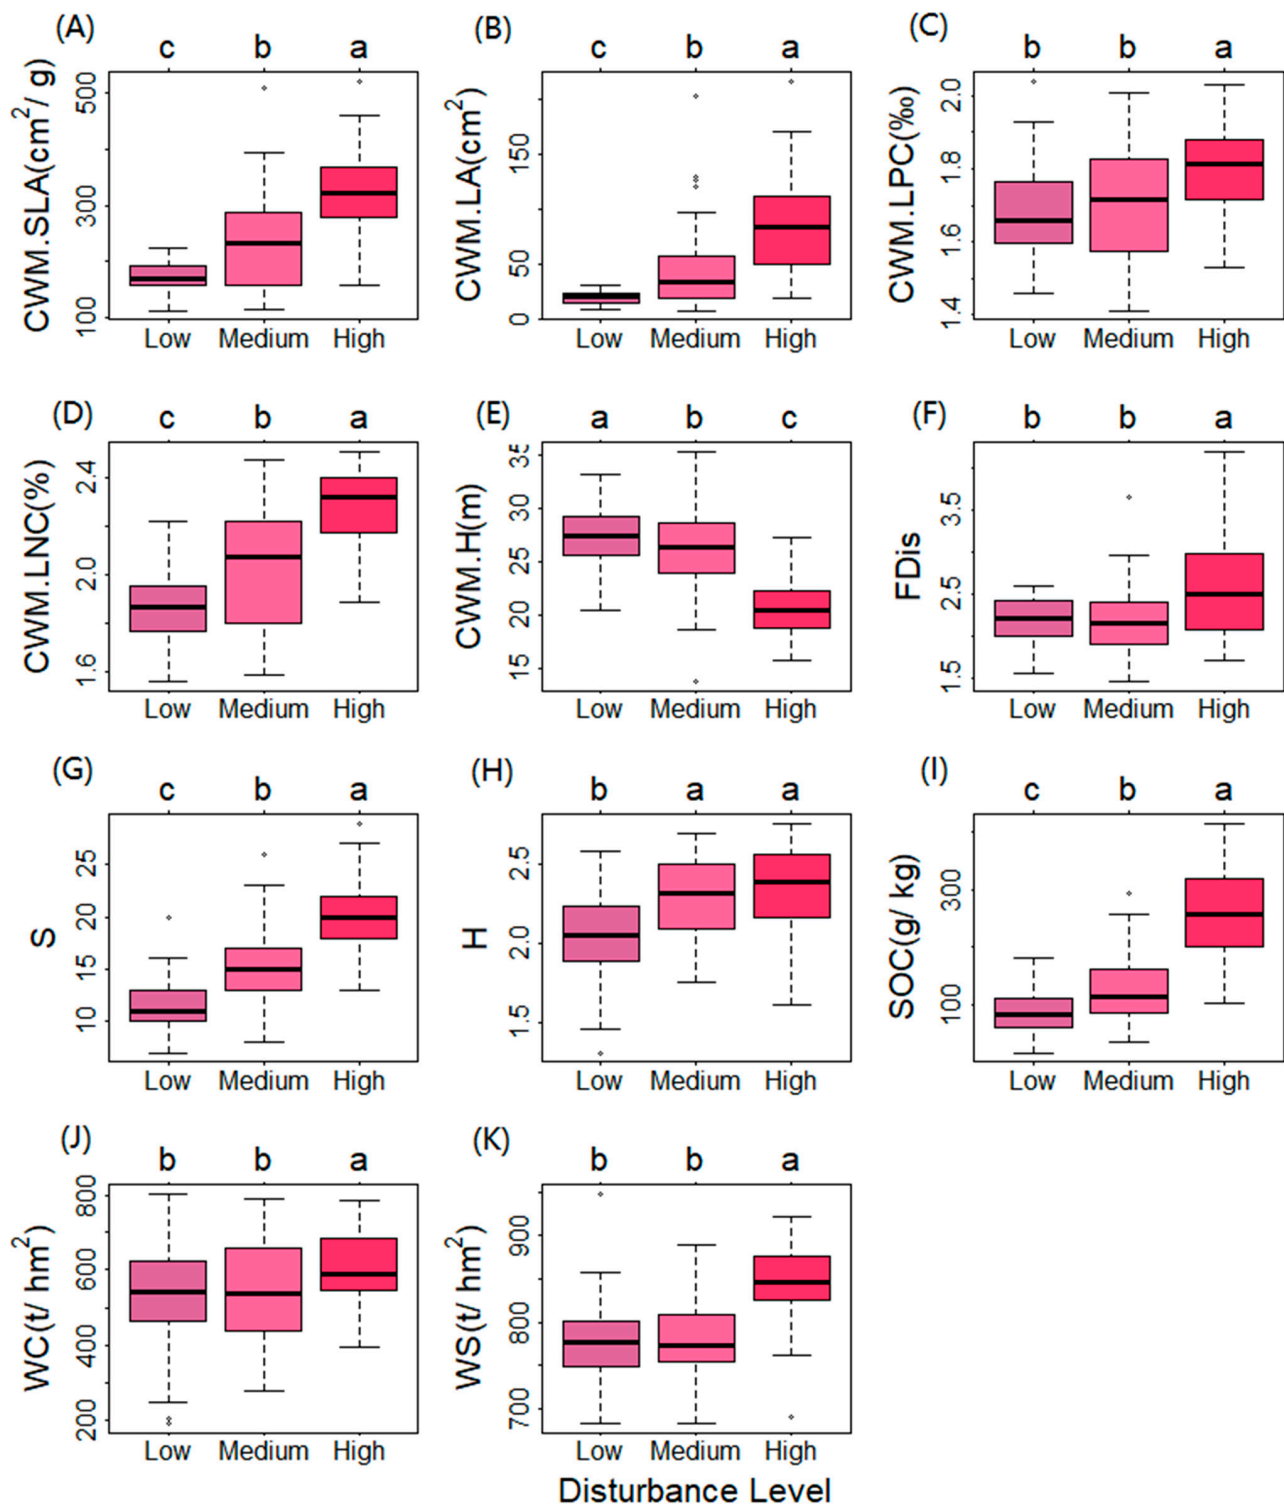 (A) (B) (C)
c b a c b a b b a
CWM.SLA(cm²/ g)
100 300 500
Low Medium High
CWM.LA(cm²)
0 50 150
Low Medium High
CWM.LPC(‰)
1.4 1.6 1.8 2.0
Low Medium High
(D) (E) (F)
c b a a b c b b a
CWM.LNC(%)
1.6 2.0 2.4
Low Medium High
CWM.H(m)
15 20 25 30 35
Low Medium High
FDis
1.5 2.5 3.5
Low Medium High
(G) (H) (I)
c b a b a a c b a
S
10 15 20 25
Low Medium High
H
1.5 2.0 2.5
Low Medium High
SOC(g/ kg)
100 300
Low Medium High
(J) (K)
b b a b b a
WC(t/ hm²)
200 400 600 800
Low Medium High
WS(t/ hm²)
700 800 900
Low Medium High
Disturbance Level